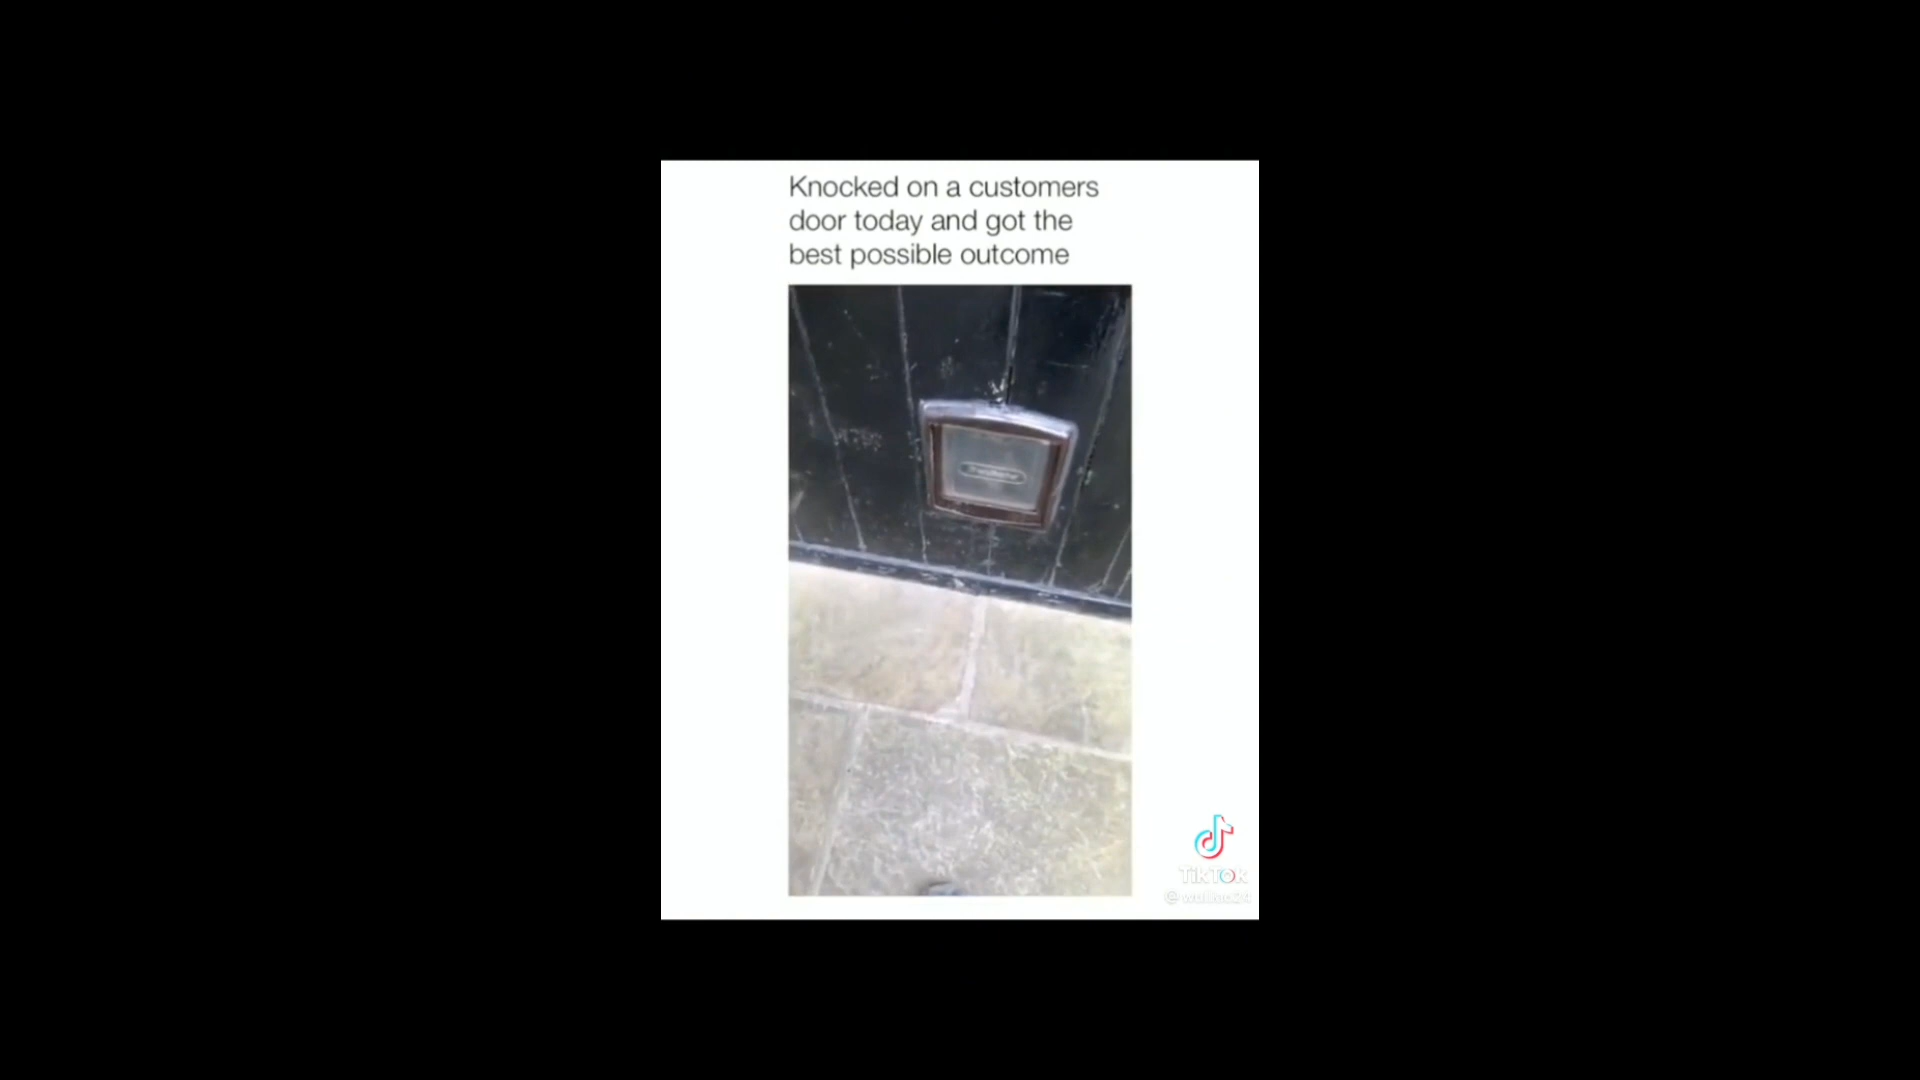 Knocked on a customers
door today and got the
best possible outcome
TikTok